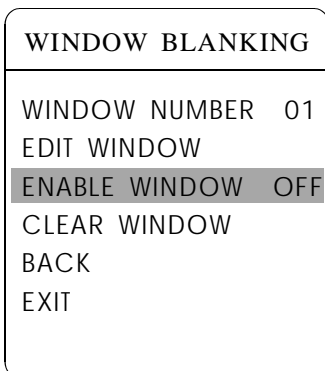 WINDOW BLANKING
WINDOW NUMBER 01
EDIT WINDOW
ENABLE WINDOW OFF
CLEAR WINDOW
BACK
EXIT